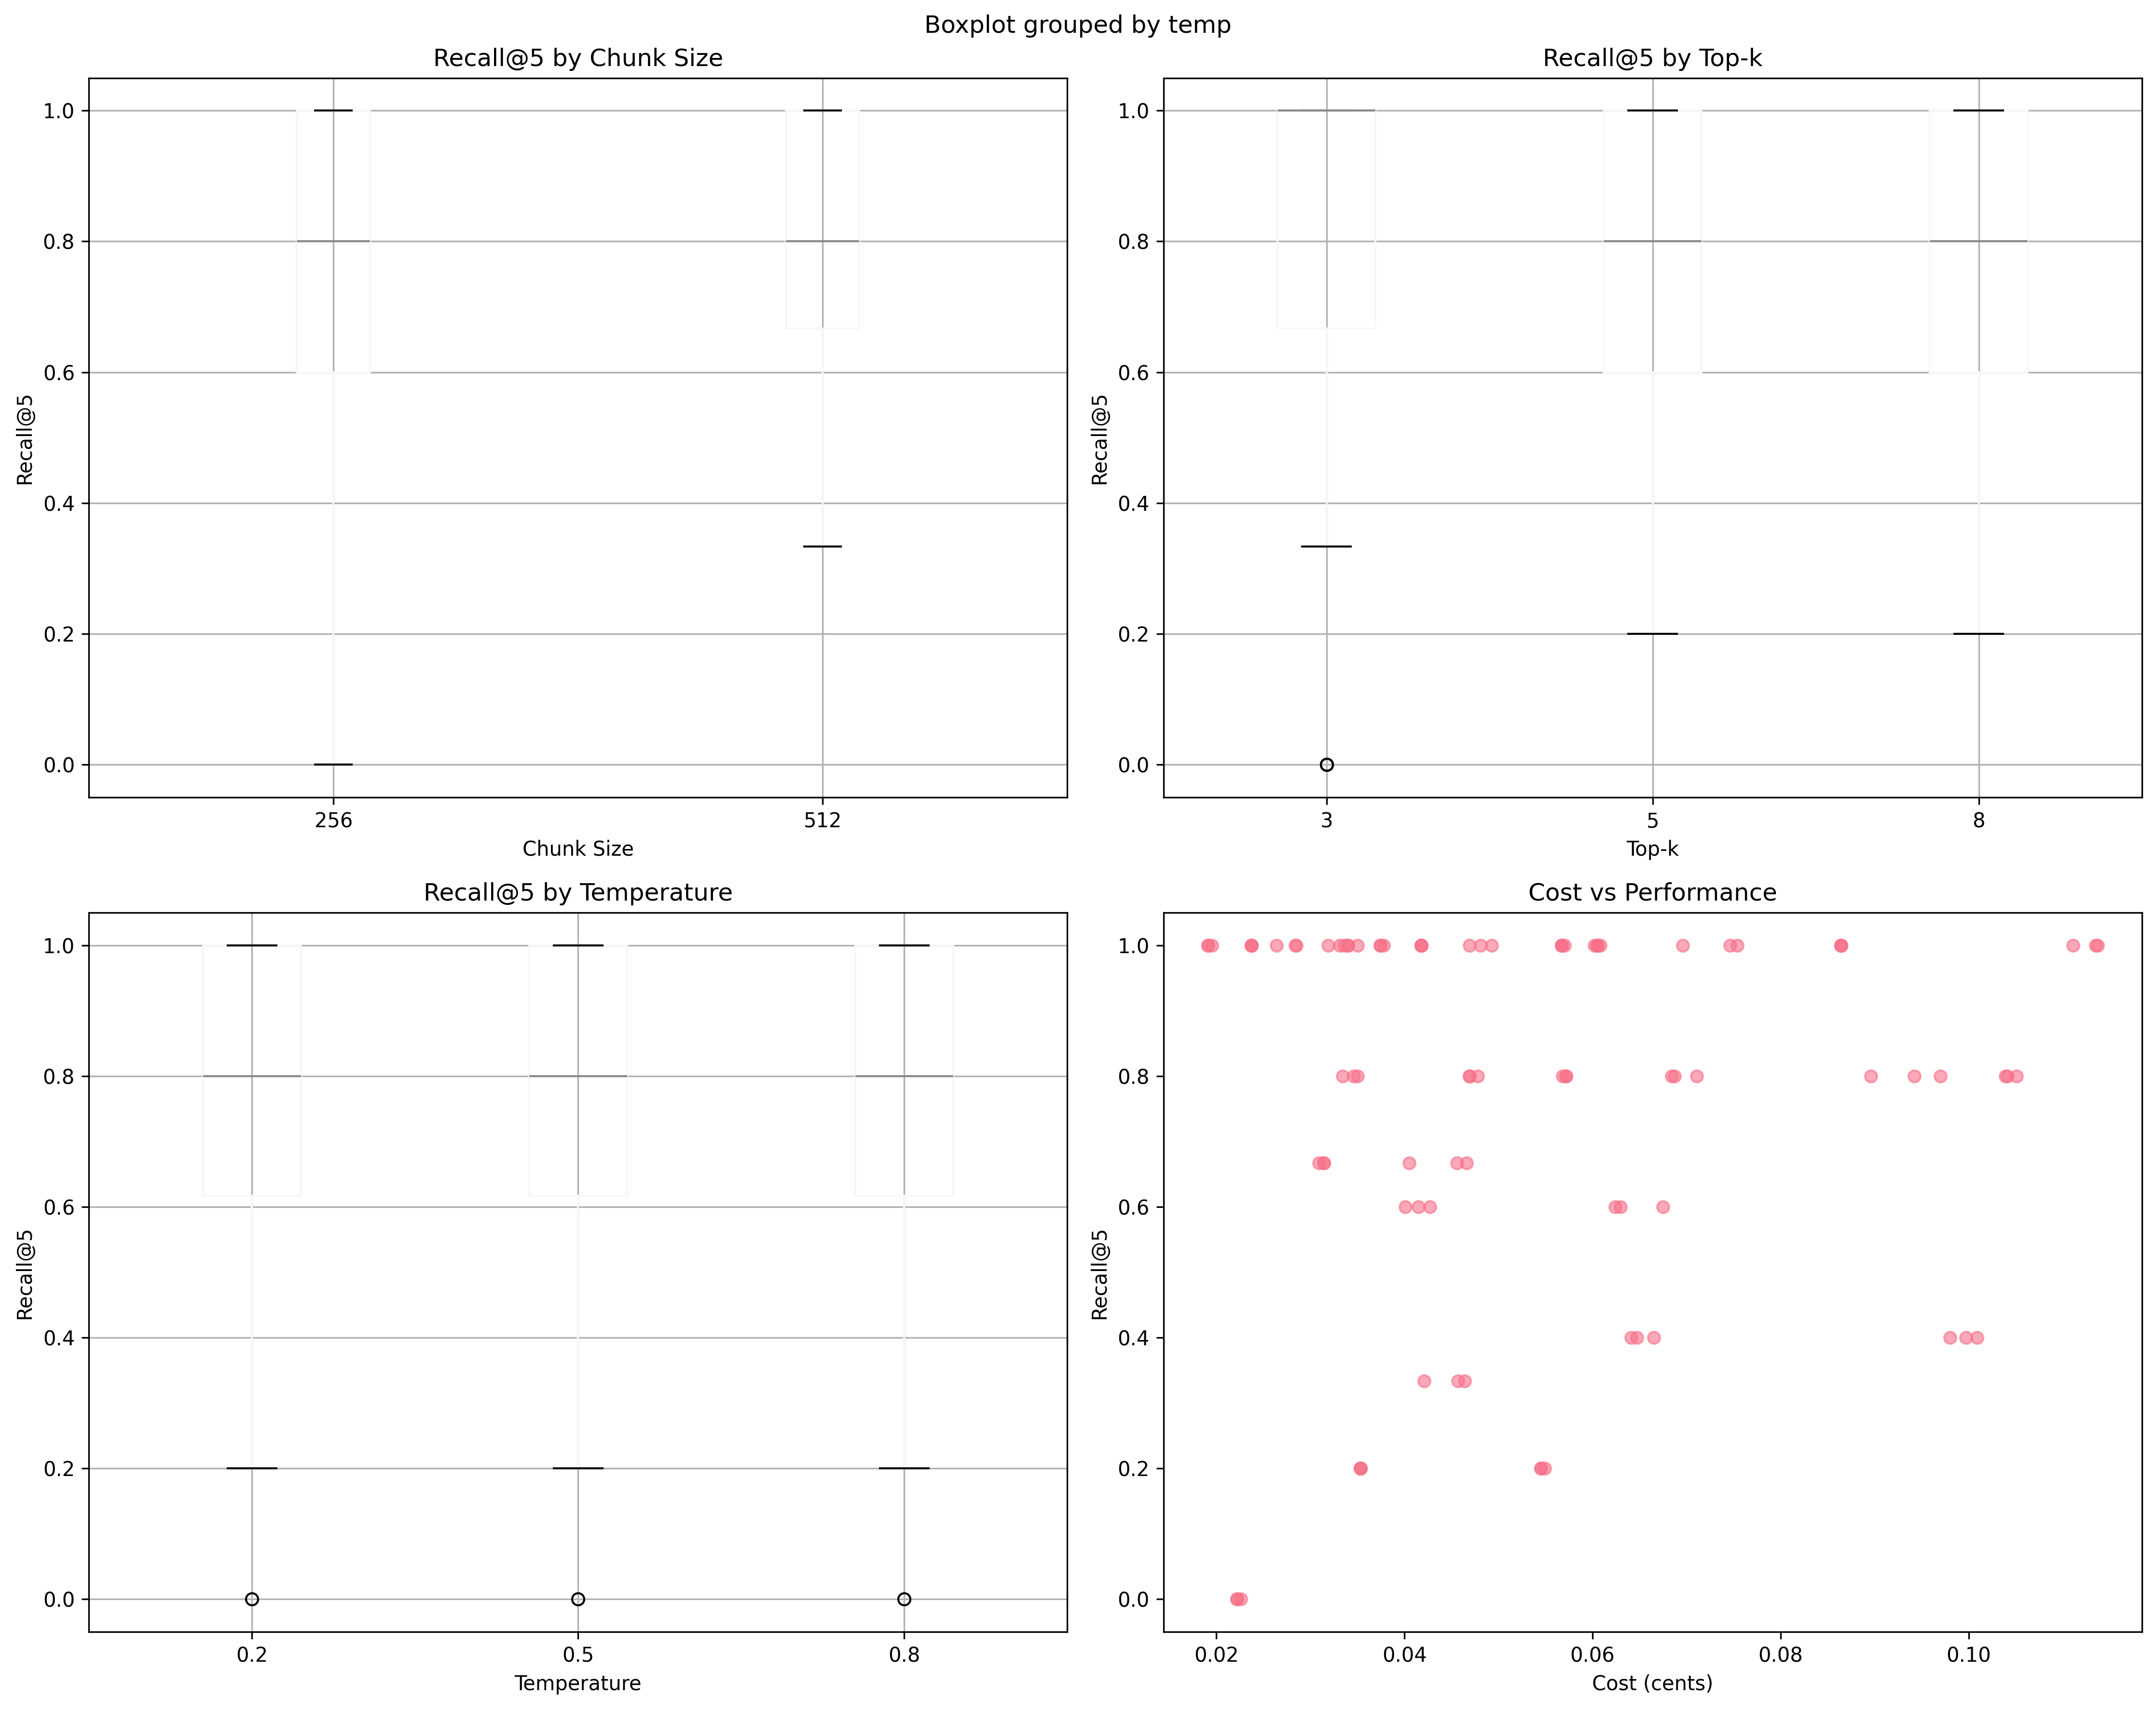 Boxplot grouped by temp
Recall@5 by Chunk Size
1.0
0.8
0.6
0.4
0.2
0.0
Recall@5
256 512
Chunk Size
Recall@5 by Top-k
1.0
0.8
0.6
0.4
0.2
0.0
Recall@5
3 5 8
Top-k
Recall@5 by Temperature
1.0
0.8
0.6
0.4
0.2
0.0
Recall@5
0.2 0.5 0.8
Temperature
Cost vs Performance
1.0
0.8
0.6
0.4
0.2
0.0
Recall@5
0.02 0.04 0.06 0.08 0.10
Cost (cents)